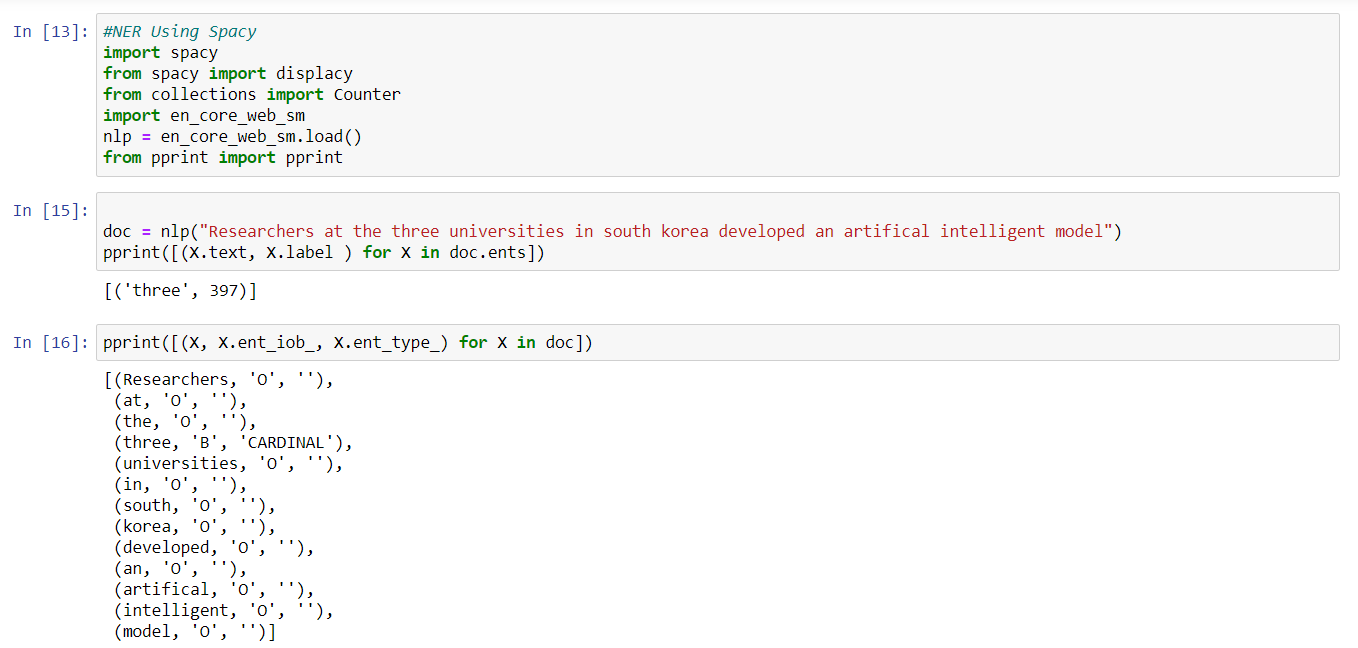 In [13]: #NER Using Spacy
import spacy
from spacy import displacy
from collections import Counter
import en_core_web_sm
nlp = en_core_web_sm.load()
from pprint import pprint
In [15]:
doc = nlp("Researchers at the three universities in south korea developed an artifical intelligent model")
pprint([(X.text, X.label ) for X in doc.ents])
[('three', 397)]
In [16]: pprint([(X, X.ent_iob_, X.ent_type_) for X in doc])
[(Researchers, 'O', ''),
(at, 'O', ''),
(the, 'O', ''),
(three, 'B', 'CARDINAL'),
(universities, 'O', ''),
(in, 'O', ''),
(south, 'O', ''),
(korea, 'O', ''),
(developed, 'O', ''),
(an, 'O', ''),
(artifical, 'O', ''),
(intelligent, 'O', ''),
(model, 'O', '')]